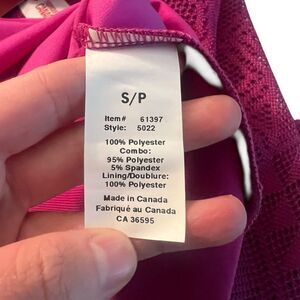 S/P
Item# 61397
Style: 5022
100% Polyester
Combo:
95% Polyester
5% Spandex
Lining/Doublure:
100% Polyester
Made in Canada
Fabriqué au Canada
CA 36595